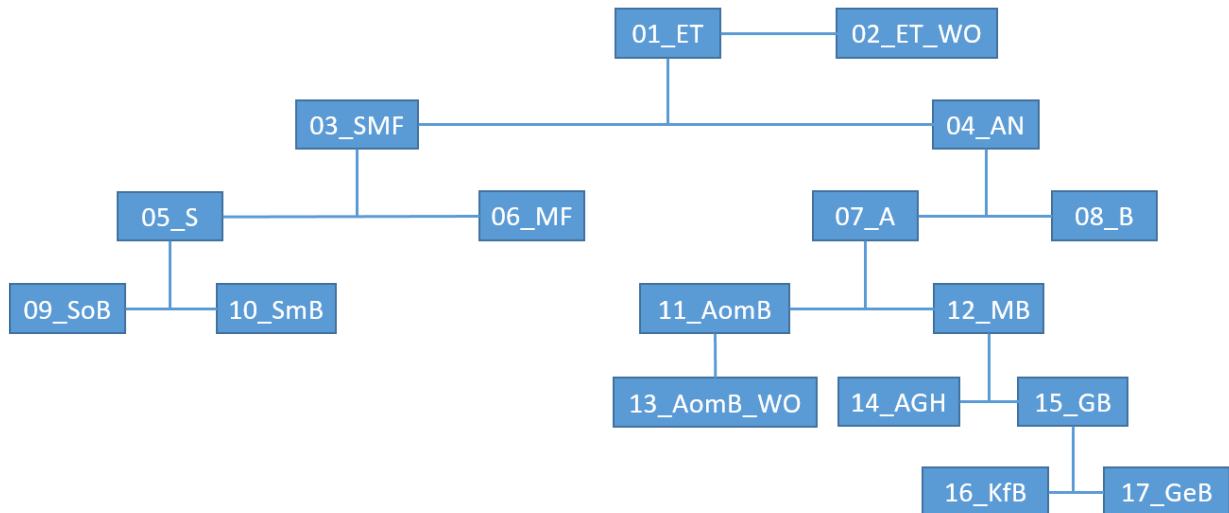 01_ET
02_ET_WO
03_SMF
04_AN
05_S
06_MF
07_A
08_B
09_SoB
10_SmB
11_AomB
12_MB
13_AomB_WO
14_AGH
15_GB
16_KfB
17_GeB